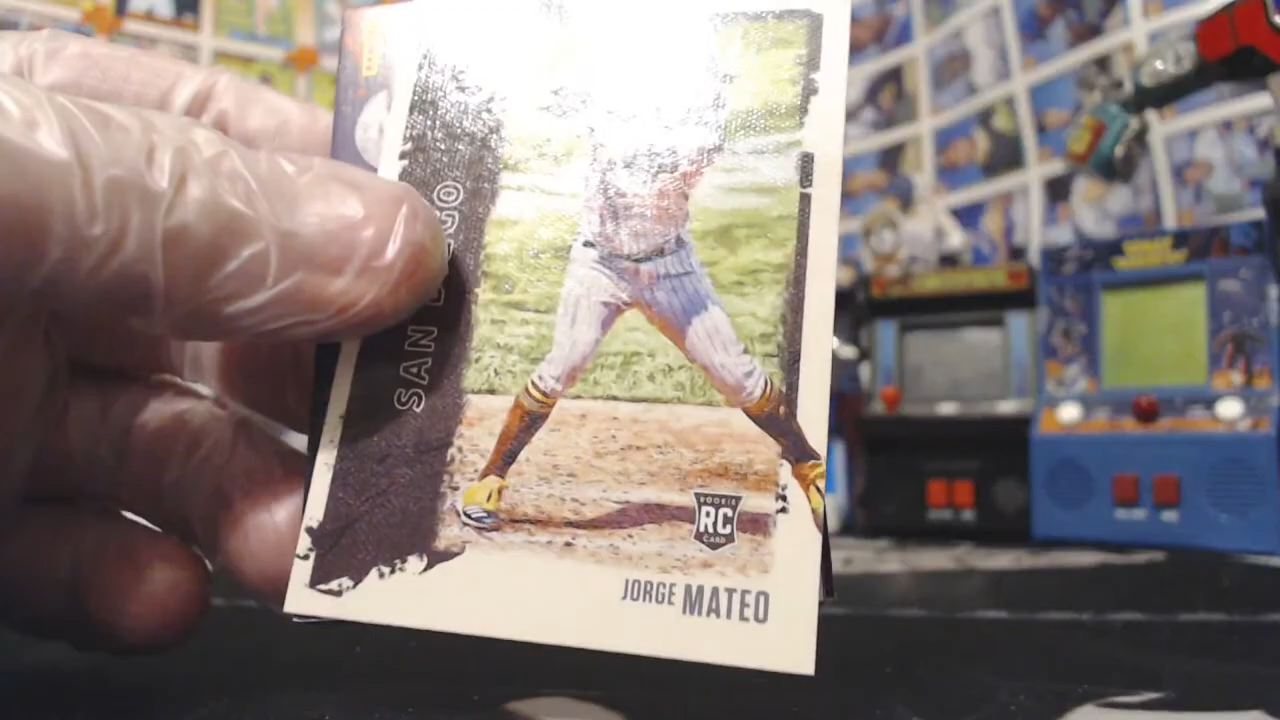 SAN DIEGO
ROOKIE
RC
CARD
JORGE MATEO